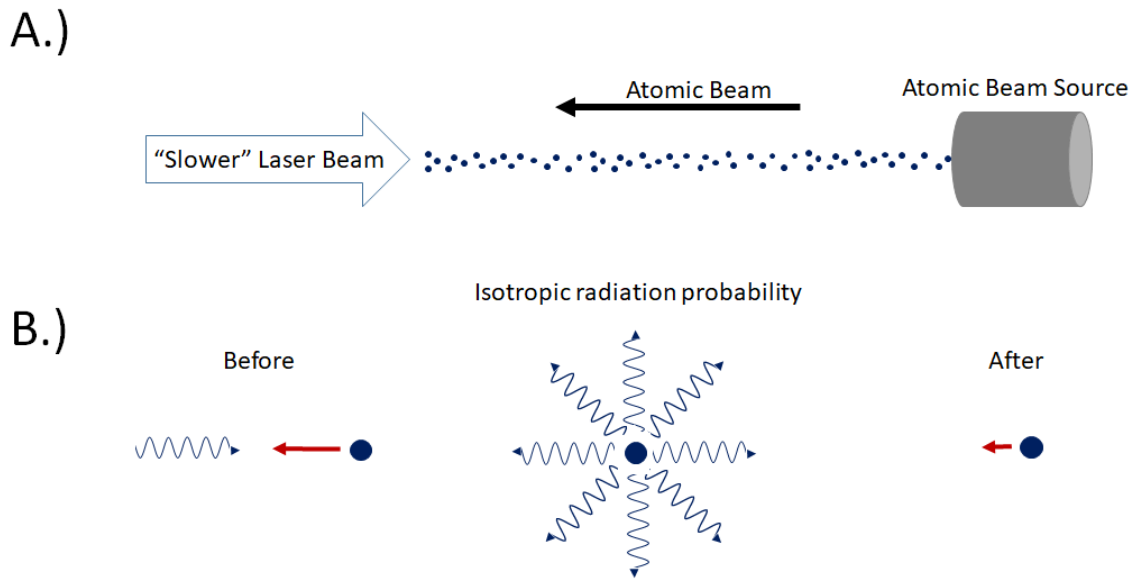 A.)
Atomic Beam
Atomic Beam Source
“Slower” Laser Beam
Isotropic radiation probability
B.)
Before
After